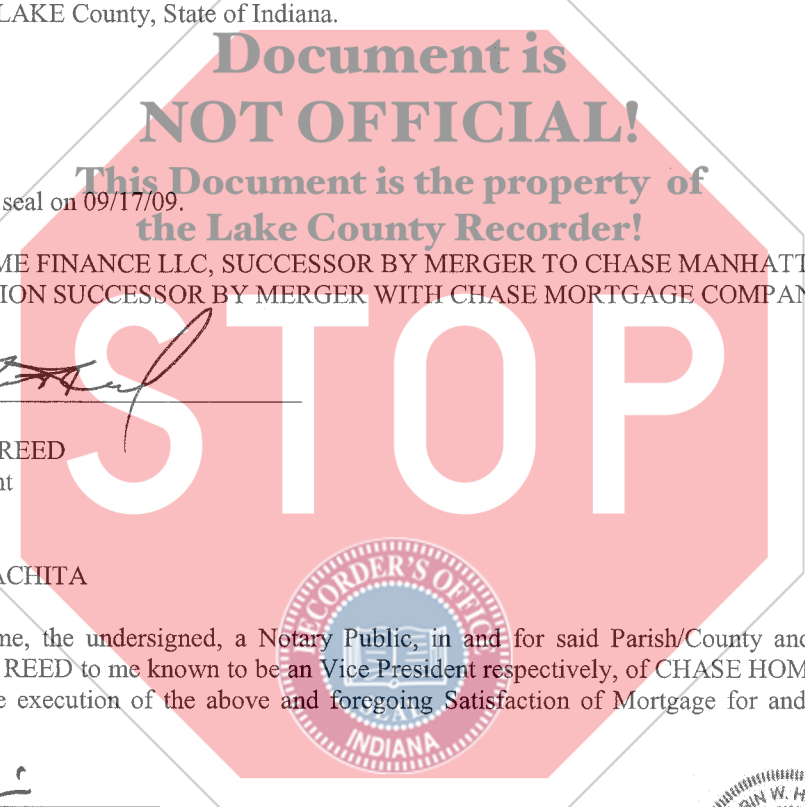 LAKE County, State of Indiana.
Document is
NOT OFFICIAL!
This Document is the property of
seal on 09/17/09.
the Lake County Recorder!
ME FINANCE LLC, SUCCESSOR BY MERGER TO CHASE MANHATT
ION SUCCESSOR BY MERGER WITH CHASE MORTGAGE COMPAN
STOP
REED
nt
ACHITA
RECORDER'S OFFICE
me, the undersigned, a Notary Public, in and for said Parish/County and
REED to me known to be an Vice President respectively, of CHASE HOM
e execution of the above and foregoing Satisfaction of Mortgage for and
SEAL
INDIANA
W. H